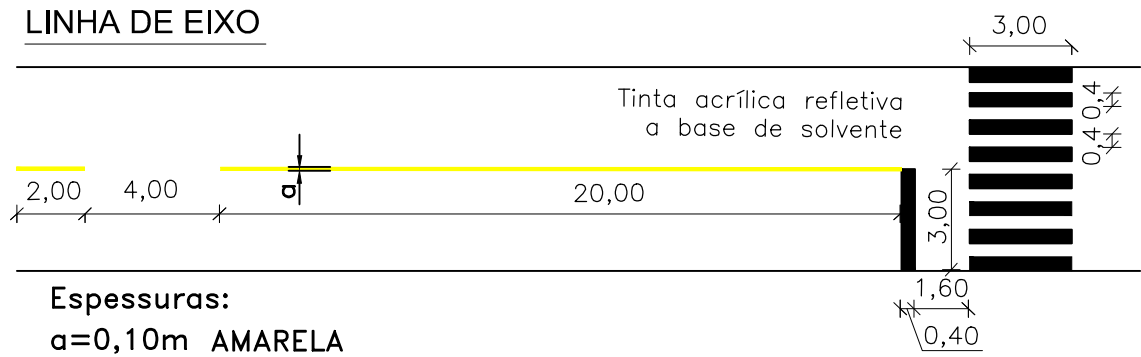 LINHA DE EIXO
3,00
Tinta acrílica refletiva
a base de solvente
0,4
0,4
2,00
4,00
a
20,00
3,00
1,60
0,40
Espessuras:
a=0,10m AMARELA